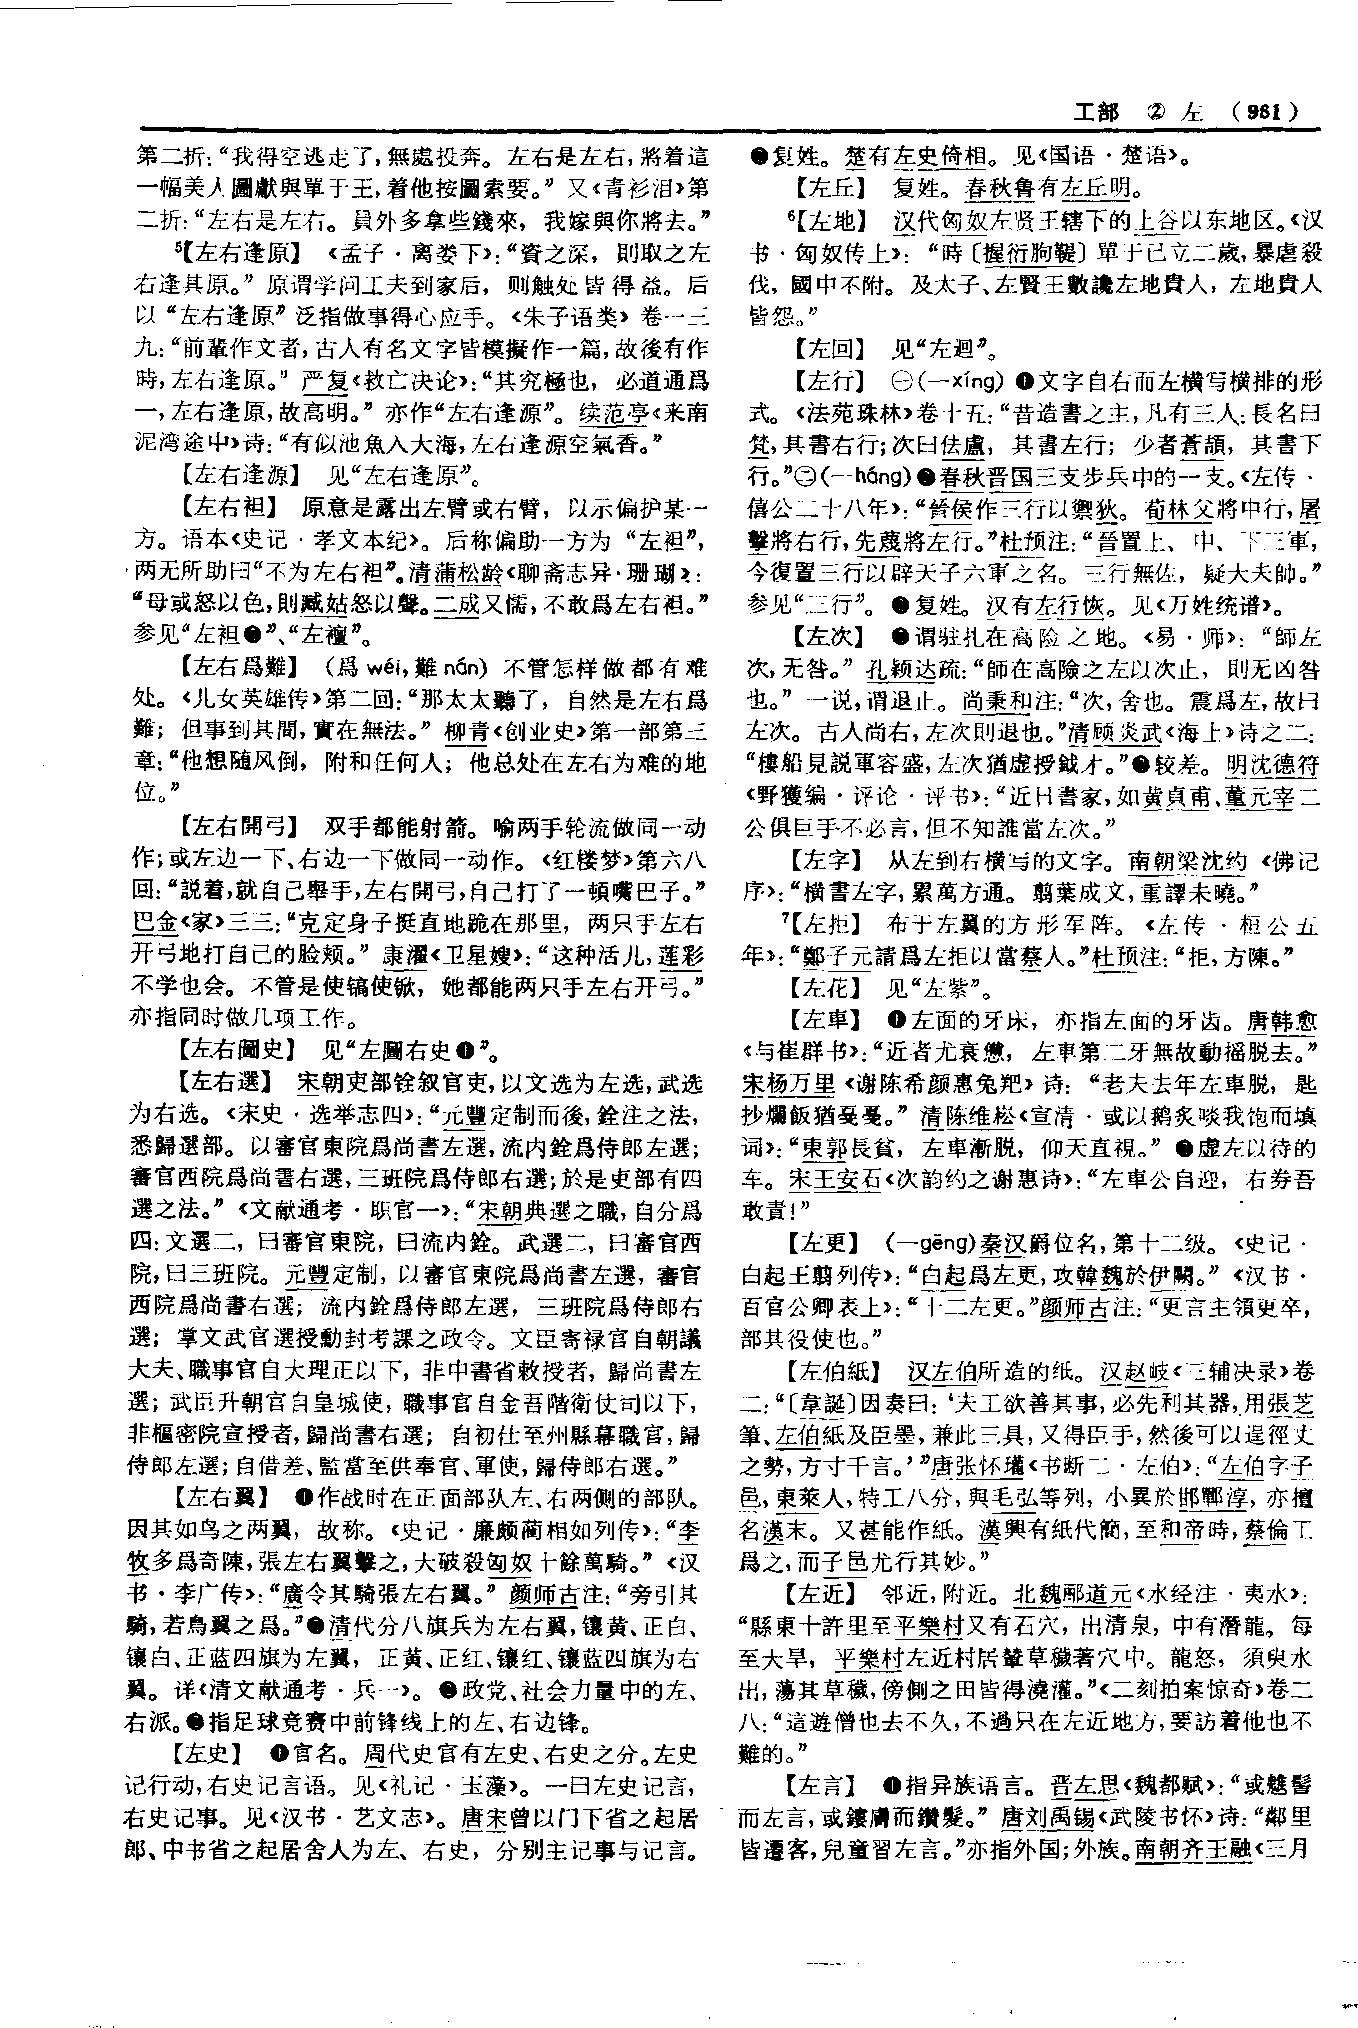 工部 ② 左 （961）
第二折：“我得空逃走了，無處投奔。左右是左右，將着這
一幅美人圖獻與單于王，着他按圖索要。”又《青衫泪》第
二折：“左右是左右。員外多拿些錢來，我嫁與你將去。”
⁵【左右逢原】 《孟子·离娄下》：“資之深，則取之左
右逢其原。”原谓学问工夫到家后，则触处皆得益。后
以“左右逢原”泛指做事得心应手。《朱子语类》卷一三
九：“前輩作文者，古人有名文字皆模擬作一篇，故後有作
時，左右逢原。”严复《救亡决论》：“其究極也，必道通爲
一，左右逢原，故高明。”亦作“左右逢源”。续范亭《来南
泥湾途中》诗：“有似池魚入大海，左右逢源空氣香。”
【左右逢源】 见“左右逢原”。
【左右袒】 原意是露出左臂或右臂，以示偏护某一
方。语本《史记·孝文本纪》。后称偏助一方为“左袒”，
两无所助曰“不为左右袒”。清蒲松龄《聊斋志异·珊瑚》：
“母或怒以色，則臧姑怒以聲。二成又懦，不敢爲左右袒。”
参见“左袒❶”、“左襢”。
【左右爲難】 （爲 wéi，難 nán）不管怎样做都有难
处。《儿女英雄传》第二回：“那太太聽了，自然是左右爲
難；但事到其間，實在無法。”柳青《创业史》第一部第三
章：“他想随风倒，附和任何人；他总处在左右为难的地
位。”
【左右開弓】 双手都能射箭。喻两手轮流做同一动
作；或左边一下、右边一下做同一动作。《红楼梦》第六八
回：“説着，就自己舉手，左右開弓，自己打了一頓嘴巴子。”
巴金《家》三三：“克定身子挺直地跪在那里，两只手左右
开弓地打自己的脸颊。”康濯《卫星嫂》：“这种活儿，莲彩
不学也会。不管是使镐使锨，她都能两只手左右开弓。”
亦指同时做几项工作。
【左右圖史】 见“左圖右史❶”。
【左右選】 宋朝吏部铨叙官吏，以文选为左选，武选
为右选。《宋史·选举志四》：“元豐定制而後，銓注之法，
悉歸選部。以審官東院爲尚書左選，流内銓爲侍郎左選；
審官西院爲尚書右選，三班院爲侍郎右選；於是吏部有四
選之法。”《文献通考·职官一》：“宋朝典選之職，自分爲
四：文選二，曰審官東院，曰流内銓。武選二，曰審官西
院，曰三班院。元豐定制，以審官東院爲尚書左選，審官
西院爲尚書右選；流内銓爲侍郎左選，三班院爲侍郎右
選；掌文武官選授勳封考課之政令。文臣寄禄官自朝議
大夫、職事官自大理正以下，非中書省敕授者，歸尚書左
選；武臣升朝官自皇城使，職事官自金吾階衛仗司以下，
非樞密院宣授者，歸尚書右選；自初仕至州縣幕職官，歸
侍郎左選；自借差、監當至供奉官、軍使，歸侍郎右選。”
【左右翼】 ❶作战时在正面部队左、右两侧的部队。
因其如鸟之两翼，故称。《史记·廉颇蔺相如列传》：“李
牧多爲奇陳，張左右翼擊之，大破殺匈奴十餘萬騎。”《汉
书·李广传》：“廣令其騎張左右翼。”颜师古注：“旁引其
騎，若鳥翼之爲。”❷清代分八旗兵为左右翼，镶黄、正白、
镶白、正蓝四旗为左翼，正黄、正红、镶红、镶蓝四旗为右
翼。详《清文献通考·兵一》。❸政党、社会力量中的左、
右派。❹指足球竞赛中前锋线上的左、右边锋。
【左史】 ❶官名。周代史官有左史、右史之分。左史
记行动，右史记言语。见《礼记·玉藻》。一曰左史记言，
右史记事。见《汉书·艺文志》。唐宋曾以门下省之起居
郎、中书省之起居舍人为左、右史，分别主记事与记言。
❷复姓。楚有左史倚相。见《国语·楚语》。
【左丘】 复姓。春秋鲁有左丘明。
⁶【左地】 汉代匈奴左贤王辖下的上谷以东地区。《汉
书·匈奴传上》：“時〔握衍朐鞮〕單于已立二歲，暴虐殺
伐，國中不附。及太子、左賢王數讒左地貴人，左地貴人
皆怨。”
【左回】 见“左迴”。
【左行】 ㊀（—xíng）❶文字自右而左横写横排的形
式。《法苑珠林》卷十五：“昔造書之主，凡有三人：長名曰
梵，其書右行；次曰佉盧，其書左行；少者蒼頡，其書下
行。”㊁（—háng）❶春秋晋国三支步兵中的一支。《左传·
僖公二十八年》：“晉侯作三行以禦狄。荀林父將中行，屠
擊將右行，先蔑將左行。”杜预注：“晉置上、中、下三軍，
今復置三行以辟天子六軍之名。三行無佐，疑大夫帥。”
参见“三行”。❷复姓。汉有左行恢。见《万姓统谱》。
【左次】 ❶谓驻扎在高险之地。《易·师》：“師左
次，无咎。”孔颖达疏：“師在高險之左以次止，則无凶咎
也。”一说，谓退止。尚秉和注：“次，舍也。震爲左，故曰
左次。古人尚右，左次則退也。”清顾炎武《海上》诗之二：
“樓船見説軍容盛，左次猶虚授鉞才。”❷较差。明沈德符
《野獲编·评论·评书》：“近日書家，如黄貞甫、董元宰二
公俱巨手不必言，但不知誰當左次。”
【左字】 从左到右横写的文字。南朝梁沈约《佛记
序》：“横書左字，累萬方通。翦葉成文，重譯未曉。”
⁷【左拒】 布于左翼的方形军阵。《左传·桓公五
年》：“鄭子元請爲左拒以當蔡人。”杜预注：“拒，方陳。”
【左花】 见“左紫”。
【左車】 ❶左面的牙床，亦指左面的牙齿。唐韩愈
《与崔群书》：“近者尤衰憊，左車第二牙無故動摇脱去。”
宋杨万里《谢陈希颜惠兔羓》诗：“老夫去年左車脱，匙
抄爛飯猶戞戞。”清陈维崧《宣清·或以鹅炙啖我饱而填
词》：“東郭長貧，左車漸脱，仰天直視。”❷虚左以待的
车。宋王安石《次韵约之谢惠诗》：“左車公自迎，右券吾
敢責！”
【左更】 （—gēng）秦汉爵位名，第十二级。《史记·
白起王翦列传》：“白起爲左更，攻韓魏於伊闕。”《汉书·
百官公卿表上》：“十二左更。”颜师古注：“更言主領更卒，
部其役使也。”
【左伯紙】 汉左伯所造的纸。汉赵岐《三辅决录》卷
二：“〔韋誕〕因奏曰：‘夫工欲善其事，必先利其器，用張芝
筆、左伯紙及臣墨，兼此三具，又得臣手，然後可以逞徑丈
之勢，方寸千言。’”唐张怀瓘《书断二·左伯》：“左伯字子
邑，東萊人，特工八分，與毛弘等列，小異於邯鄲淳，亦擅
名漢末。又甚能作紙。漢興有紙代簡，至和帝時，蔡倫工
爲之，而子邑尤行其妙。”
【左近】 邻近，附近。北魏郦道元《水经注·夷水》：
“縣東十許里至平樂村又有石穴，出清泉，中有潛龍。每
至大旱，平樂村左近村居輦草穢著穴中。龍怒，須臾水
出，蕩其草穢，傍側之田皆得澆灌。”《二刻拍案惊奇》卷二
八：“這遊僧也去不久，不過只在左近地方，要訪着他也不
難的。”
【左言】 ❶指异族语言。晋左思《魏都赋》：“或魋髻
而左言，或鏤膚而鑽髮。”唐刘禹锡《武陵书怀》诗：“鄰里
皆遷客，兒童習左言。”亦指外国；外族。南朝齐王融《三月